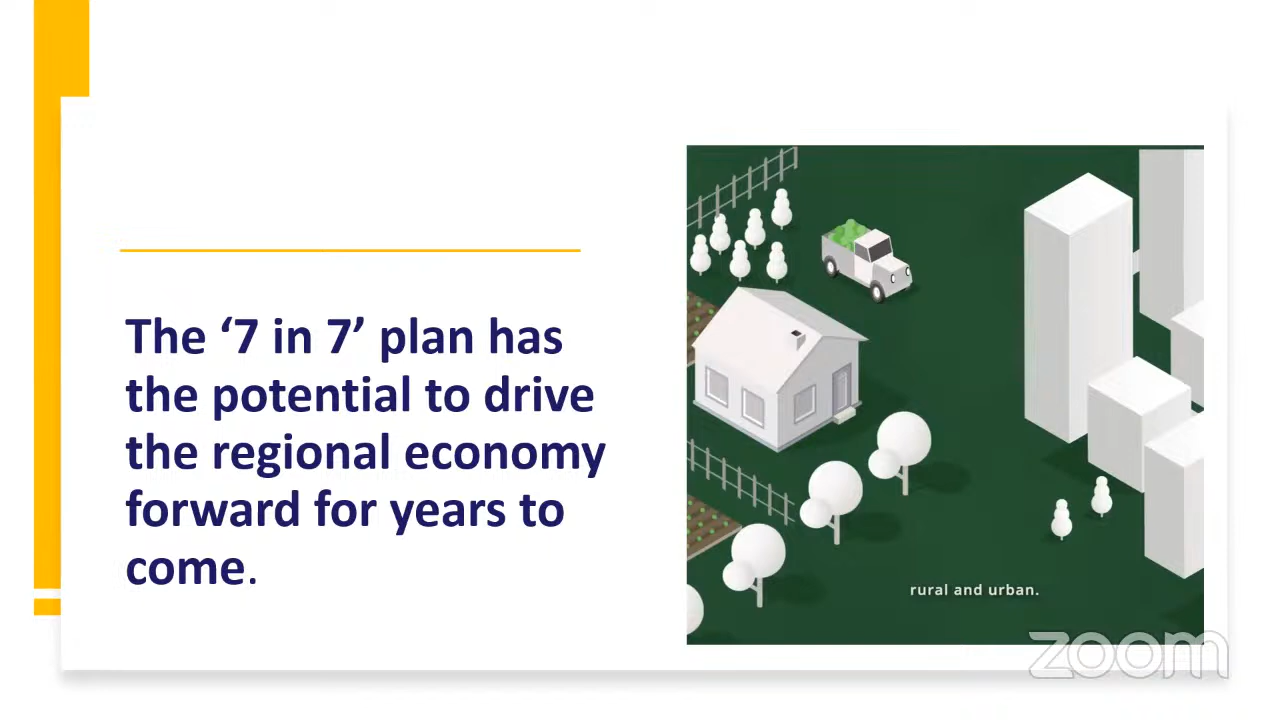 The ‘7 in 7’ plan has
the potential to drive
the regional economy
forward for years to
come.
rural and urban.
zoom